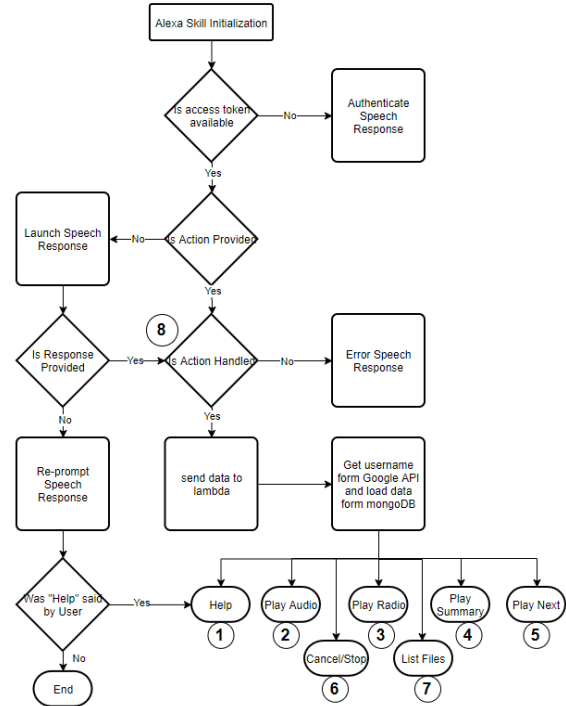 Alexa Skill Initialization
Is access token
available
No
Authenticate
Speech
Response
Yes
Launch Speech
Response
No
Is Action Provided
Yes
8
Is Response
Provided
Yes
Is Action Handled
No
Error Speech
Response
No
Yes
Re-prompt
Speech
Response
send data to
lambda
Get username
form Google API
and load data
form mongoDB
Was "Help" said
by User
Yes
Help
Play Audio
Play Radio
Play
Summary
Play Next
1
2
3
4
5
No
End
Cancel/Stop
List Files
6
7